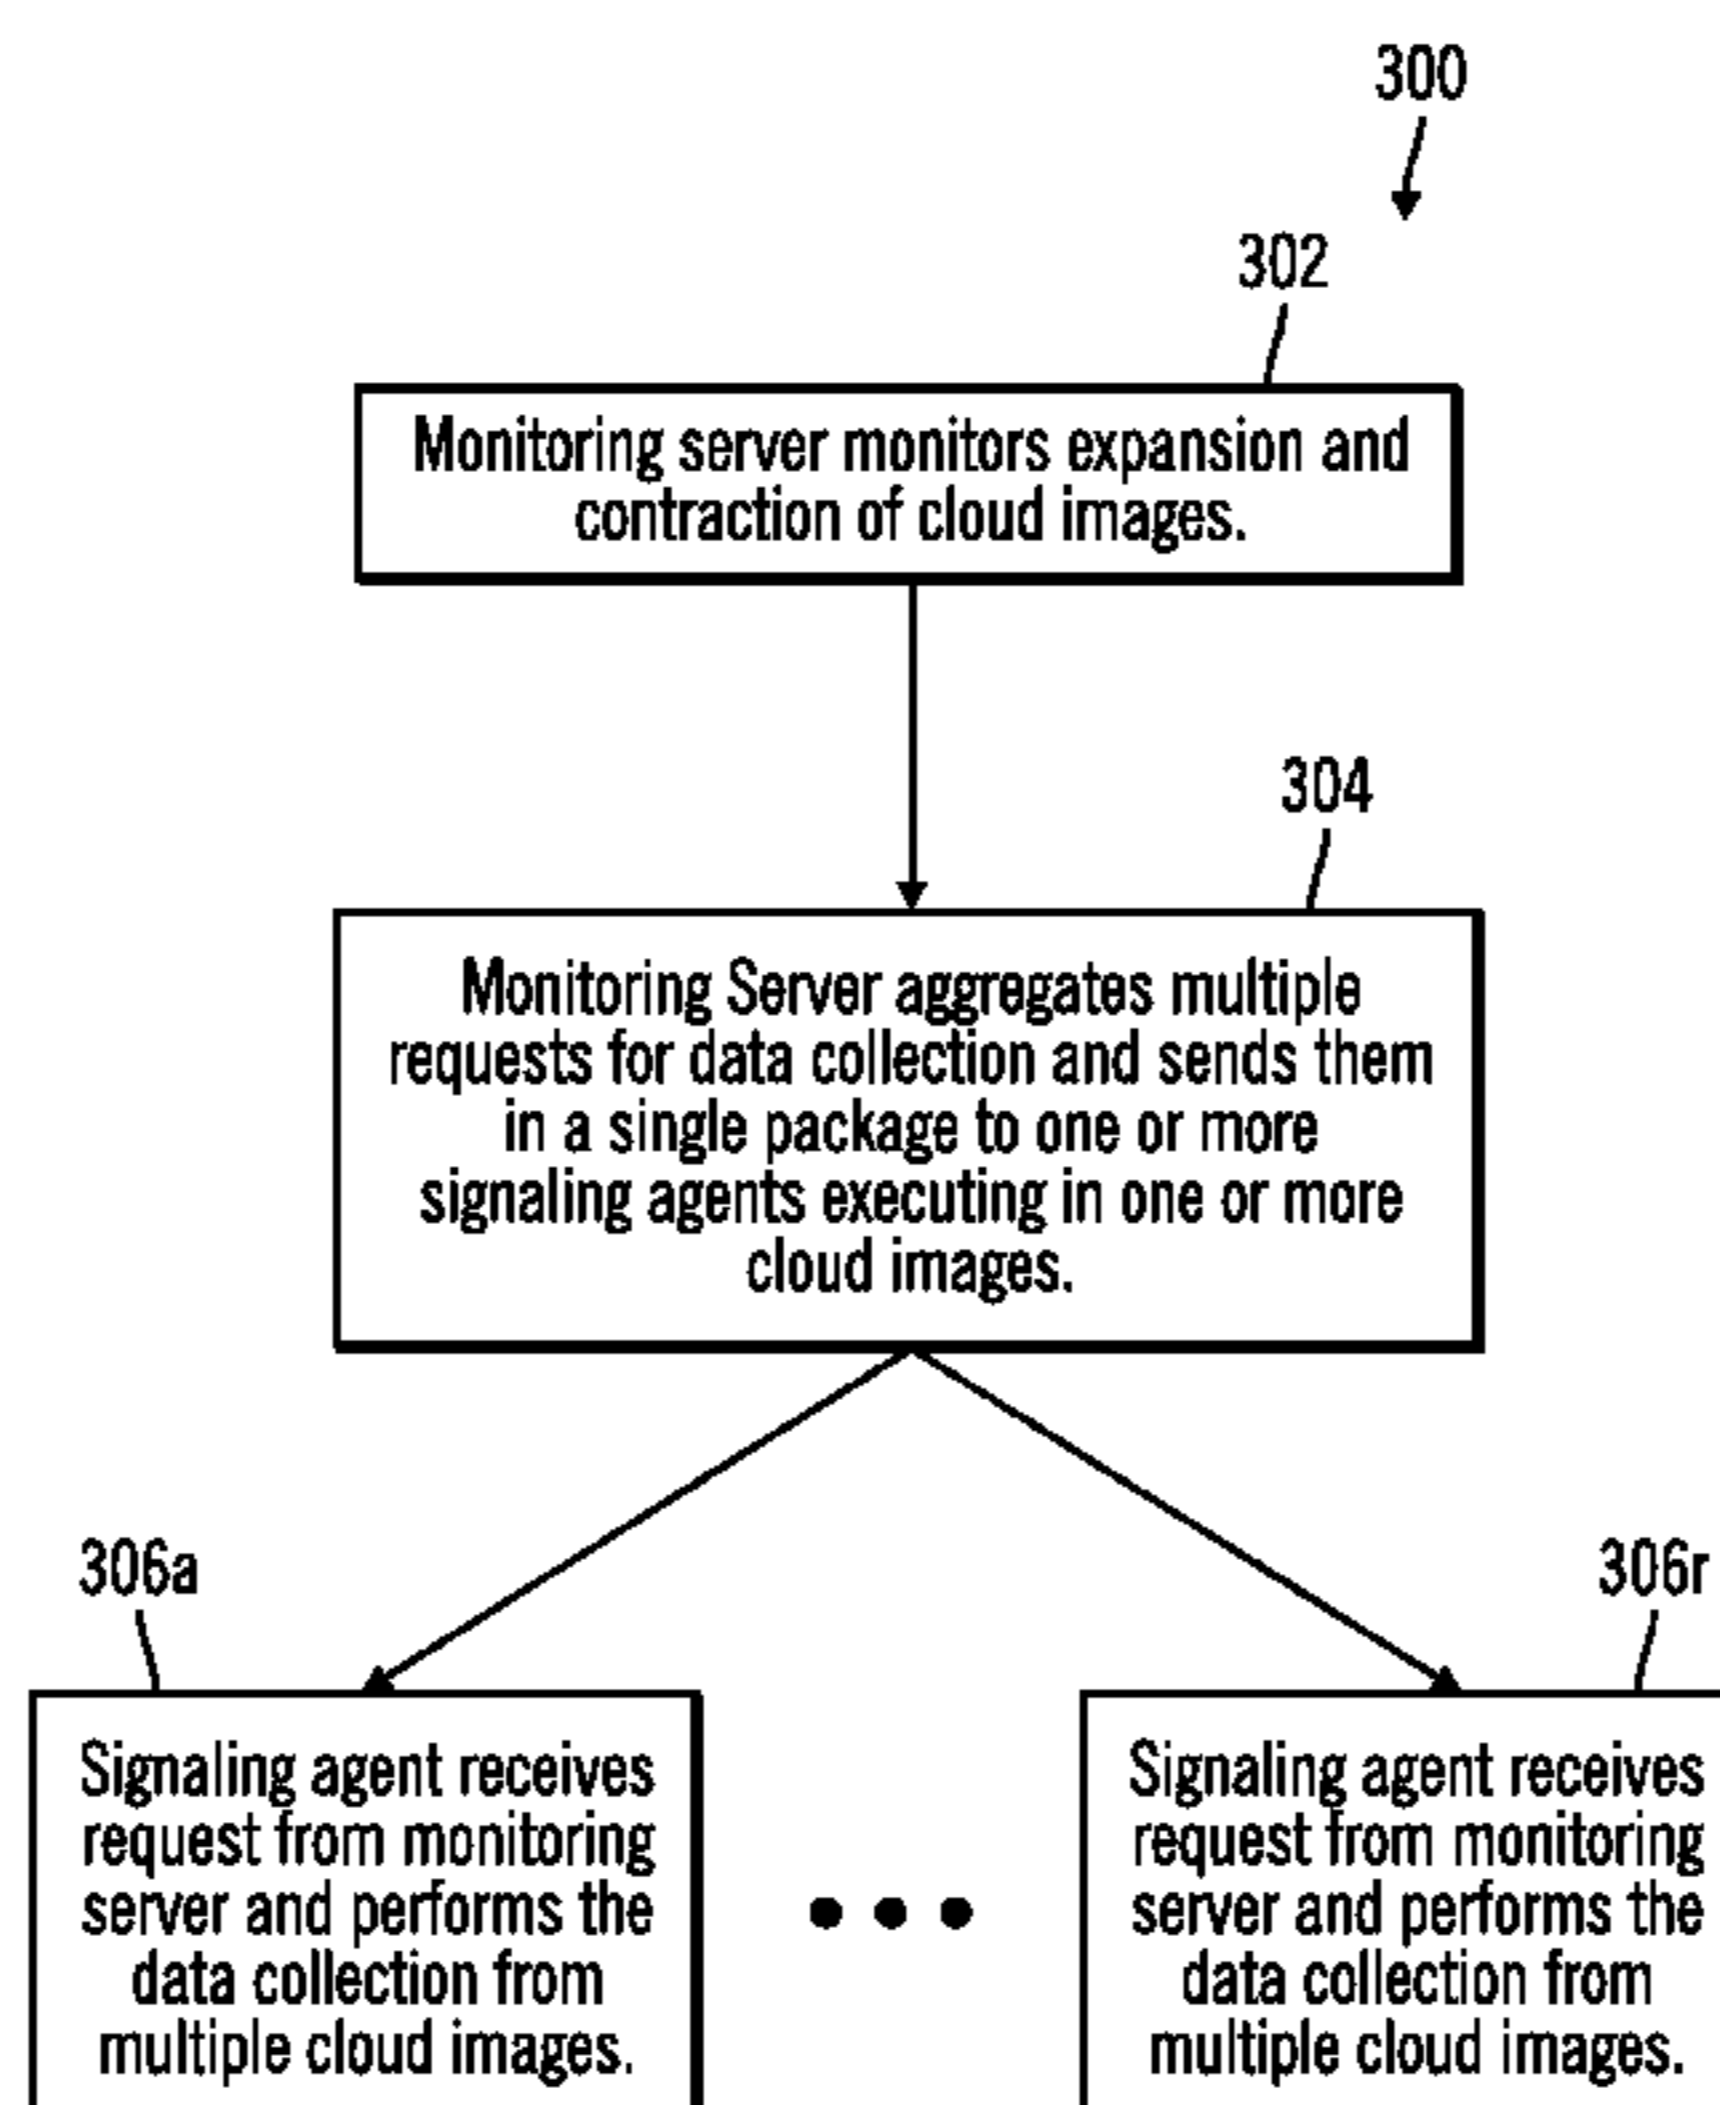 300
302
Monitoring server monitors expansion and
contraction of cloud images.
304
Monitoring Server aggregates multiple
requests for data collection and sends them
in a single package to one or more
signaling agents executing in one or more
cloud images.
306a
Signaling agent receives
request from monitoring
server and performs the
data collection from
multiple cloud images.
306r
Signaling agent receives
request from monitoring
server and performs the
data collection from
multiple cloud images.